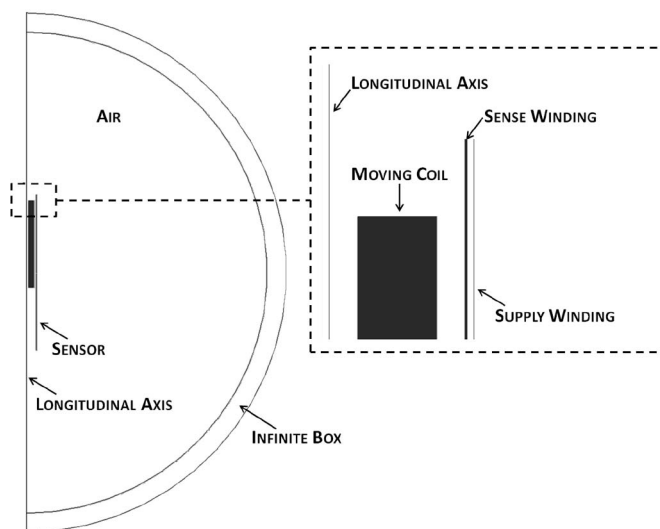 LONGITUDINAL AXIS
SENSE WINDING
AIR
MOVING COIL
SUPPLY WINDING
SENSOR
LONGITUDINAL AXIS
INFINITE BOX